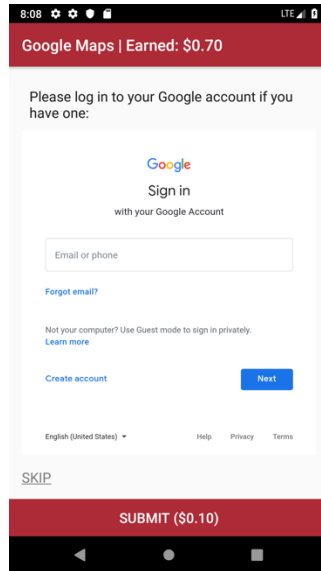 8:08
LTE
Google Maps | Earned: $0.70
Please log in to your Google account if you
have one:
Google
Sign in
with your Google Account
Email or phone
Forgot email?
Not your computer? Use Guest mode to sign in privately.
Learn more
Create account
Next
English (United States)
Help
Privacy
Terms
SKIP
SUBMIT ($0.10)